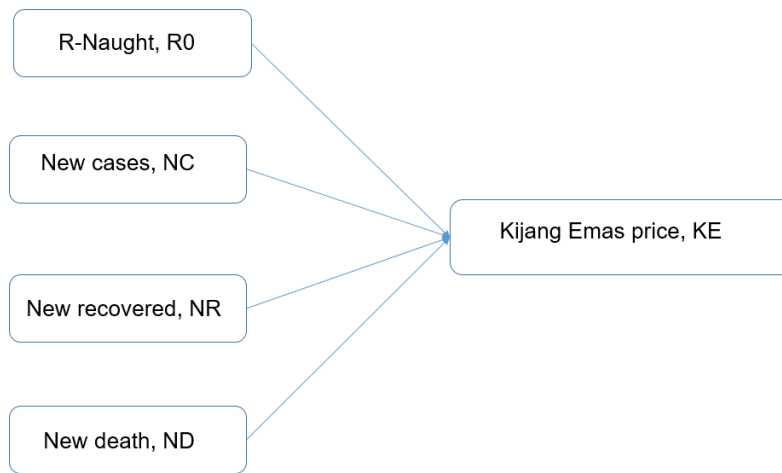 R-Naught, R0
New cases, NC
Kijang Emas price, KE
New recovered, NR
New death, ND